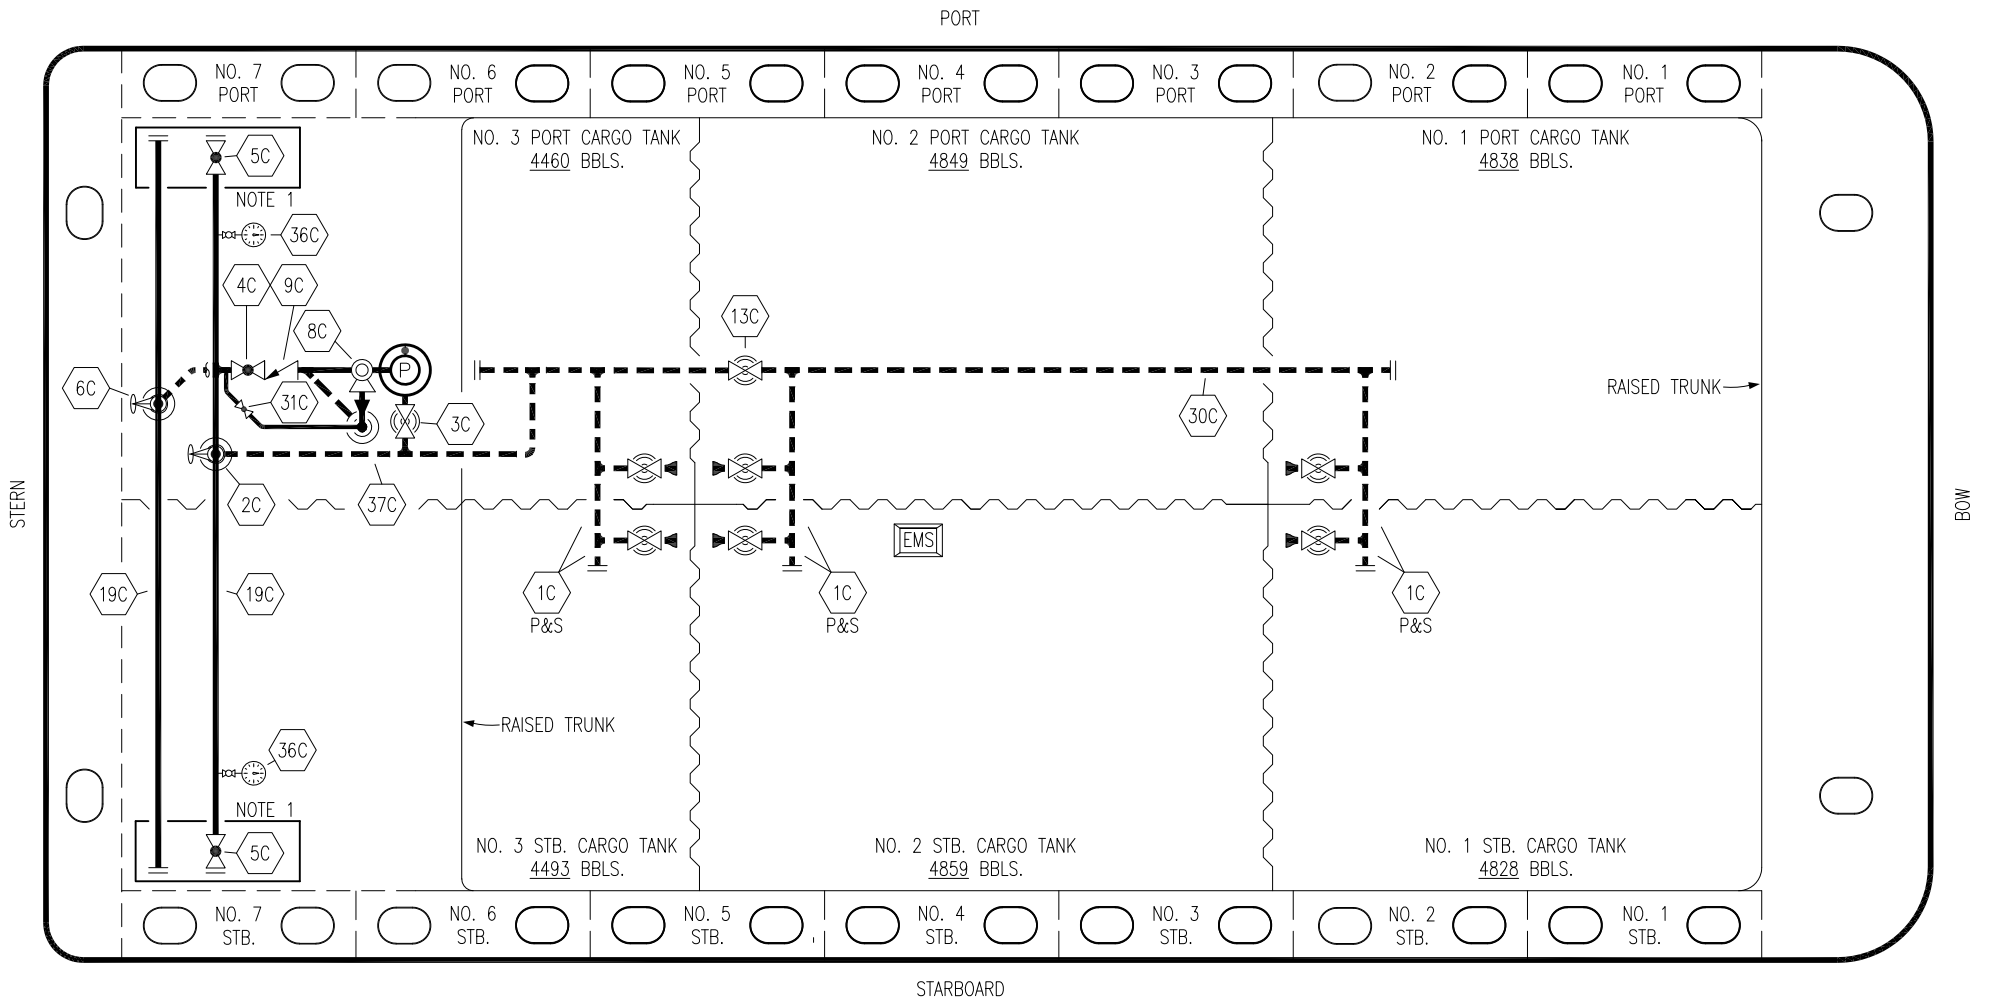 PORT
NO. 7
PORT
NO. 6
PORT
NO. 5
PORT
NO. 4
PORT
NO. 3
PORT
NO. 2
PORT
NO. 1
PORT
NO. 3 PORT CARGO TANK
4460 BBLS.
NO. 2 PORT CARGO TANK
4849 BBLS.
NO. 1 PORT CARGO TANK
4838 BBLS.
5C
NOTE 1
36C
4C
9C
8C
13C
P
6C
31C
3C
30C
RAISED TRUNK
2C
37C
STERN
BOW
EMS
19C
19C
1C
P&S
1C
P&S
1C
P&S
RAISED TRUNK
36C
NOTE 1
5C
NO. 3 STB. CARGO TANK
4493 BBLS.
NO. 2 STB. CARGO TANK
4859 BBLS.
NO. 1 STB. CARGO TANK
4828 BBLS.
NO. 7
STB.
NO. 6
STB.
NO. 5
STB.
NO. 4
STB.
NO. 3
STB.
NO. 2
STB.
NO. 1
STB.
STARBOARD